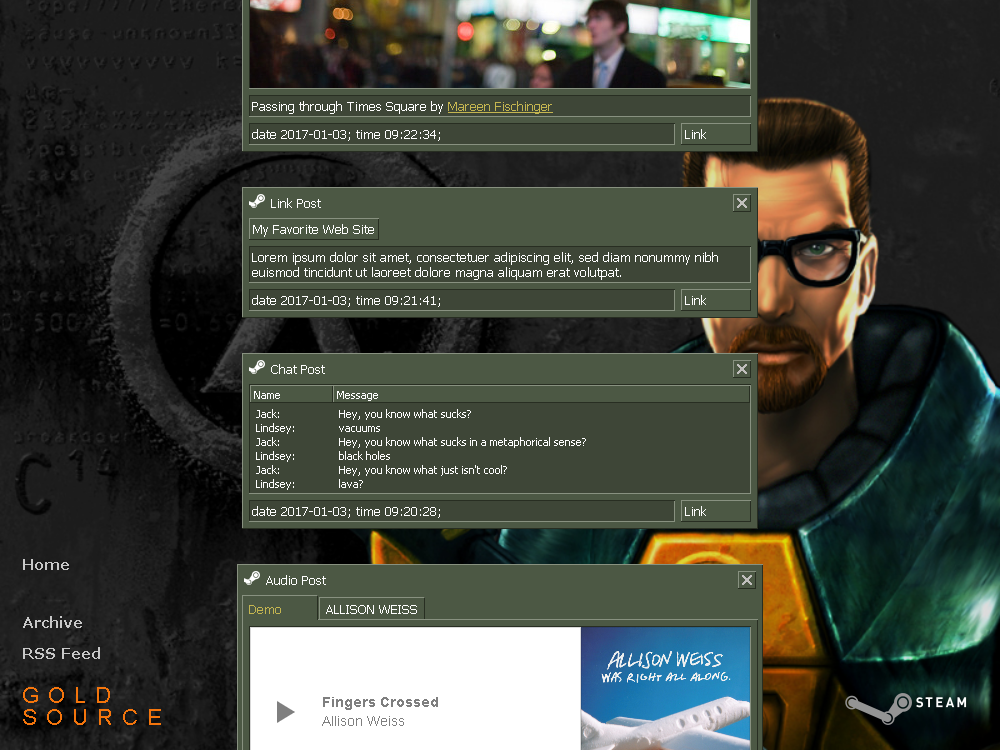 Passing through Times Square by Mareen Fischinger
date 2017-01-03; time 09:22:34;
Link
Link Post
My Favorite Web Site
Lorem ipsum dolor sit amet, consectetuer adipiscing elit, sed diam nonummy nibh
euismod tincidunt ut laoreet dolore magna aliquam erat volutpat.
date 2017-01-03; time 09:21:41;
Link
Chat Post
Name Message
Jack: Hey, you know what sucks?
Lindsey: vacuums
Jack: Hey, you know what sucks in a metaphorical sense?
Lindsey: black holes
Jack: Hey, you know what just isn't cool?
Lindsey: lava?
date 2017-01-03; time 09:20:28;
Link
Audio Post
Demo ALLISON WEISS
ALLISON WEISS
WAS RIGHT ALL ALONG.
Fingers Crossed
Allison Weiss
Home
Archive
RSS Feed
GOLD
SOURCE
STEAM